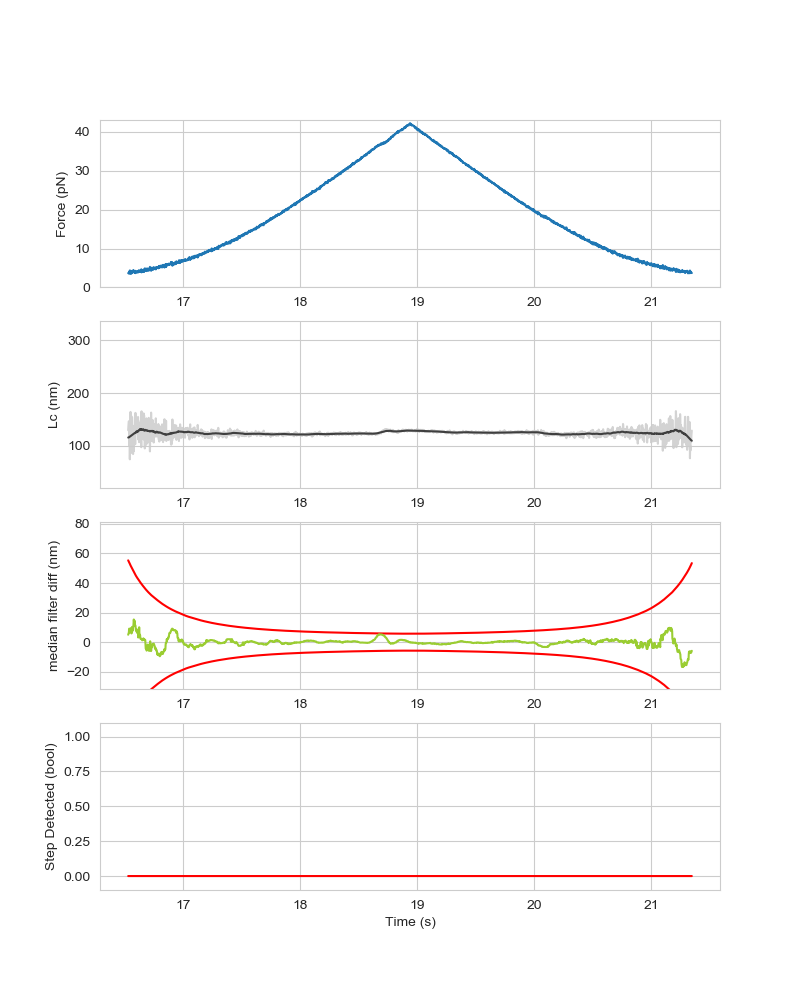 40
30
20
10
0
Force (pN)
17 18 19 20 21
300
200
100
Lc (nm)
17 18 19 20 21
80
60
40
20
0
−20
median filter diff (nm)
17 18 19 20 21
1.00
0.75
0.50
0.25
0.00
Step Detected (bool)
17 18 19 20 21
Time (s)